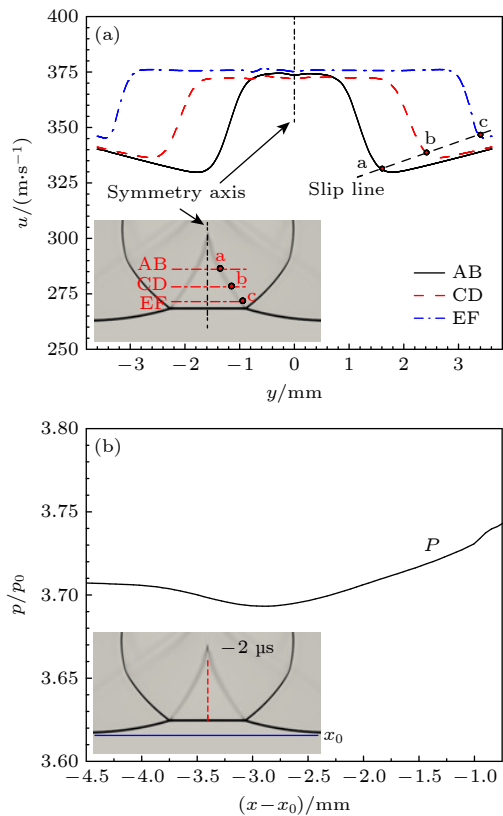 (a)
400
375
350
325
300
275
250
u/(m·s−1)
a
b
c
Slip line
Symmetry axis
AB
CD
EF
a
b
c
AB
CD
EF
−3
−2
−1
0
1
2
3
y/mm
(b)
3.80
3.75
3.70
3.65
3.60
p/p0
P
−2 µs
x0
−4.5
−4.0
−3.5
−3.0
−2.5
−2.0
−1.5
−1.0
(x−x0)/mm